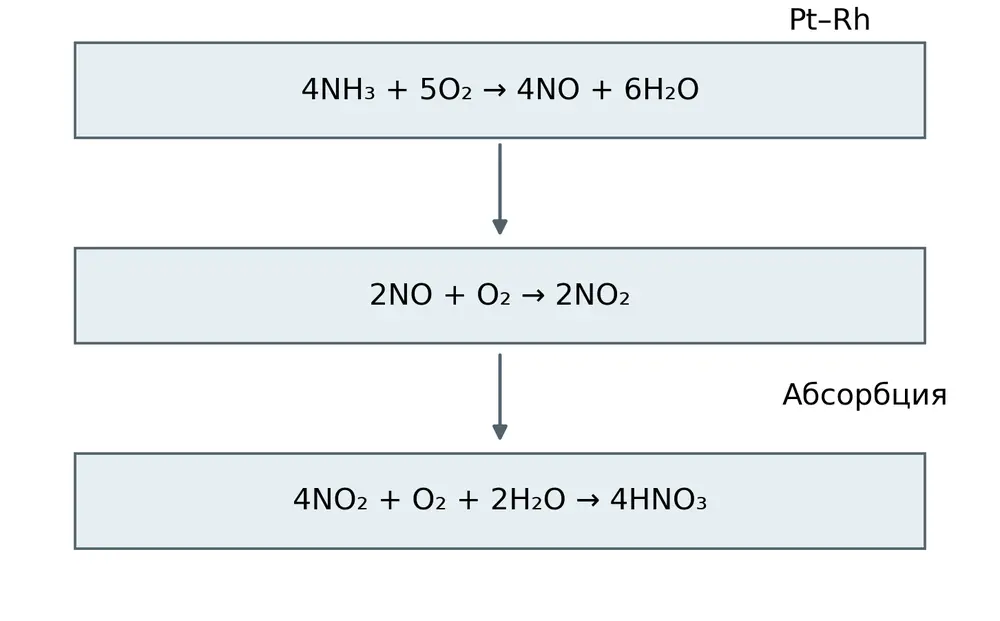 Pt–Rh
4NH₃ + 5O₂ → 4NO + 6H₂O
2NO + O₂ → 2NO₂
Абсорбция
4NO₂ + O₂ + 2H₂O → 4HNO₃